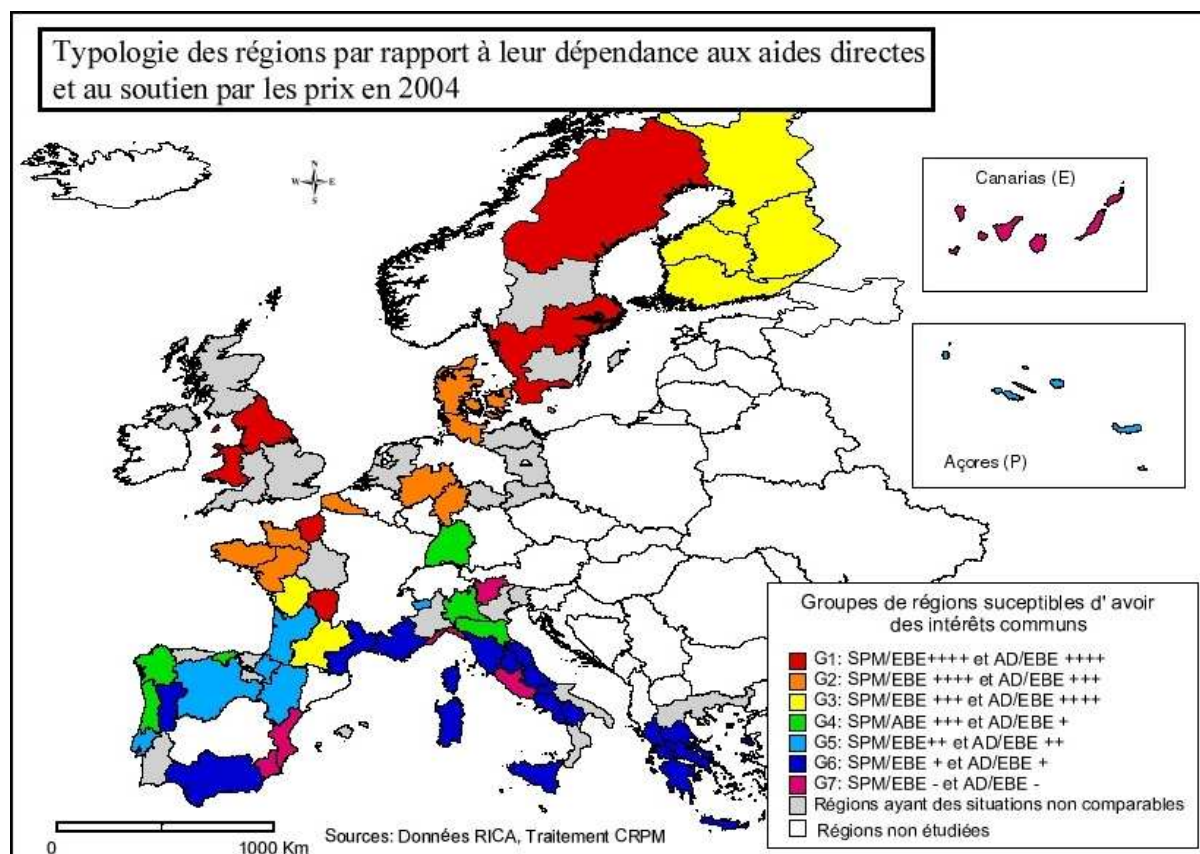 Typologie des régions par rapport à leur dépendance aux aides directes
et au soutien par les prix en 2004
N
W E
S
Canarias (E)
Açores (P)
Groupes de régions suceptibles d' avoir
des intérêts communs
G1: SPM/EBE++++ et AD/EBE ++++
G2: SPM/EBE ++++ et AD/EBE +++
G3: SPM/EBE +++ et AD/EBE ++++
G4: SPM/ABE +++ et AD/EBE +
G5: SPM/EBE++ et AD/EBE ++
G6: SPM/EBE + et AD/EBE +
G7: SPM/EBE - et AD/EBE -
Régions ayant des situations non comparables
Régions non étudiées
Sources: Données RICA, Traitement CRPM
0 1000 Km